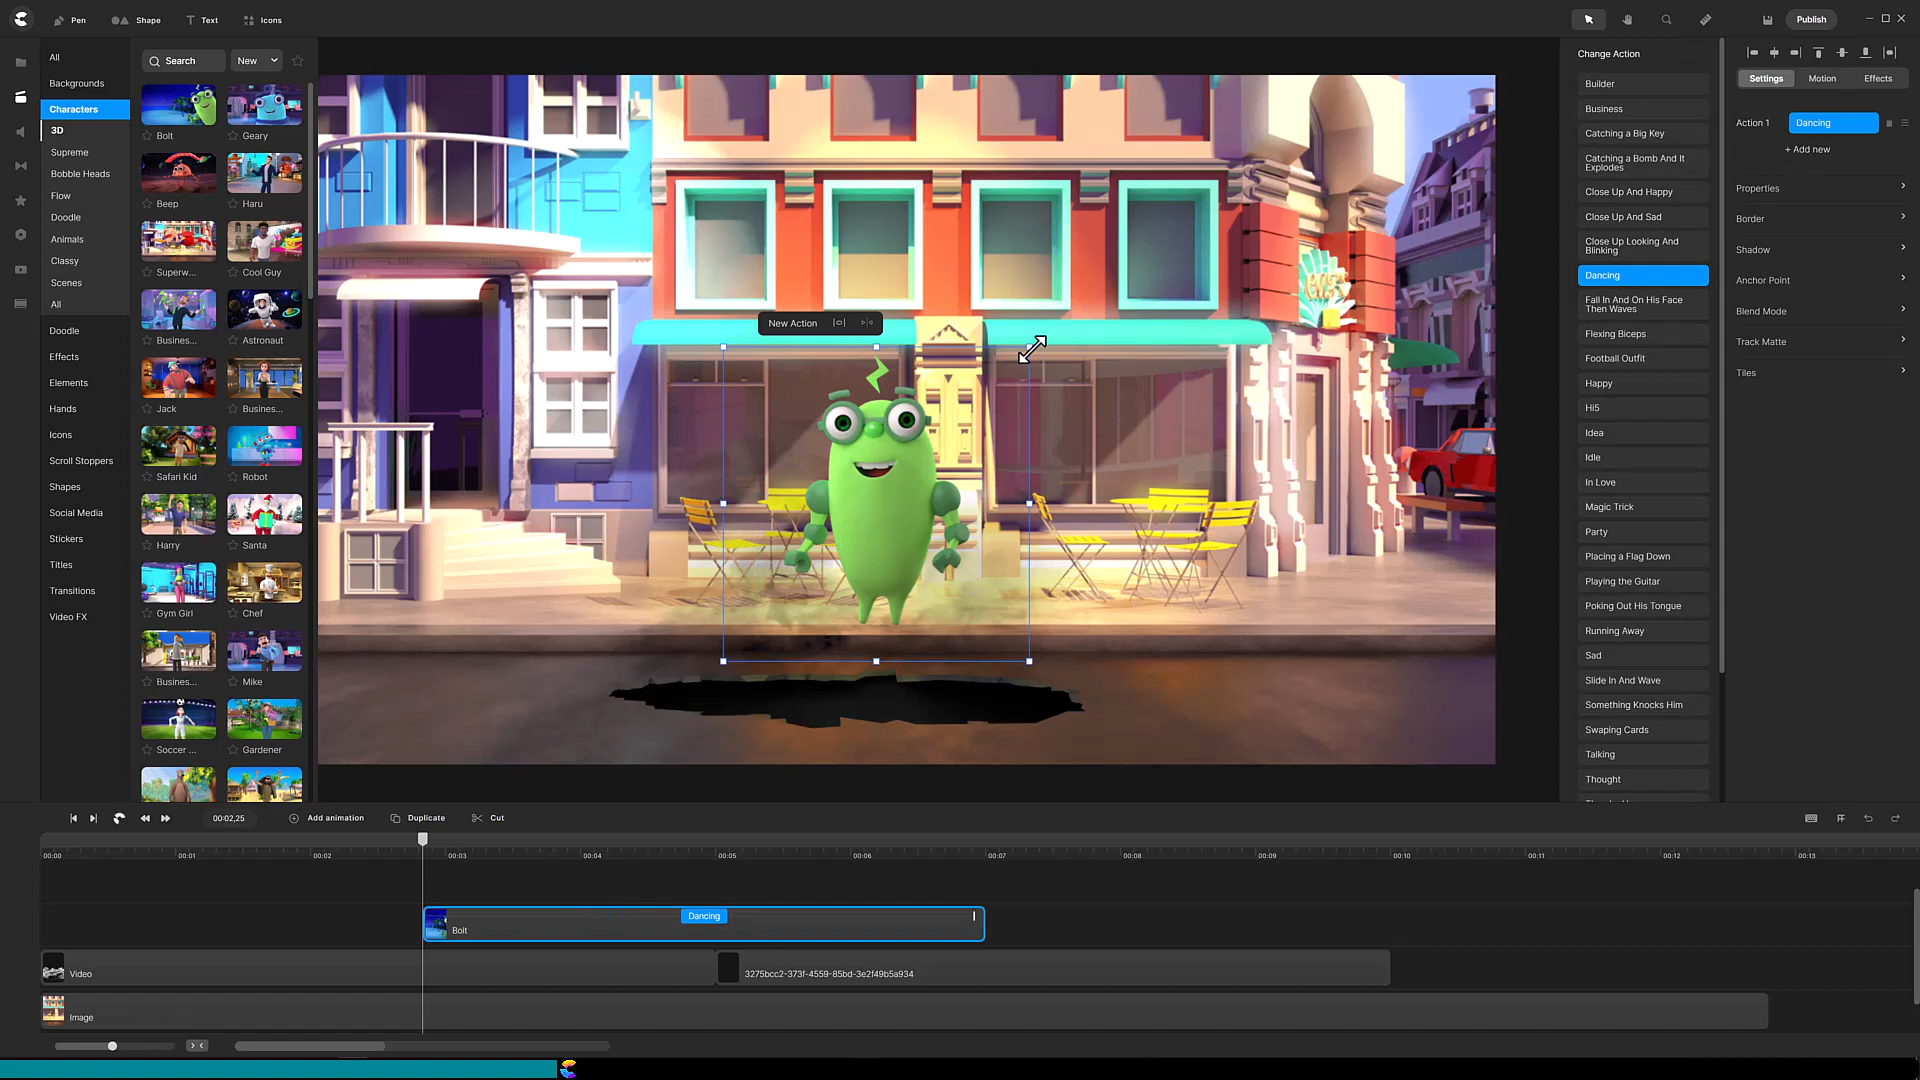 Pen
Shape
Text
Icons
Publish
All
Backgrounds
Characters
3D
Supreme
Bobble Heads
Flow
Doodle
Animals
Classy
Scenes
All
Doodle
Effects
Elements
Hands
Icons
Scroll Stoppers
Shapes
Social Media
Stickers
Titles
Transitions
Video FX
Search
New
Bolt
Geary
Beep
Haru
Superw...
Cool Guy
Busines...
Astronaut
Jack
Busines...
Safari Kid
Robot
Harry
Santa
Gym Girl
Chef
Busines...
Mike
Soccer ...
Gardener
New Action
Change Action
Builder
Business
Catching a Big Key
Catching a Bomb And It
Explodes
Close Up And Happy
Close Up And Sad
Close Up Looking And
Blinking
Dancing
Fall In And On His Face
Then Waves
Flexing Biceps
Football Outfit
Happy
Hi5
Idea
Idle
In Love
Magic Trick
Party
Placing a Flag Down
Playing the Guitar
Poking Out His Tongue
Running Away
Sad
Slide In And Wave
Something Knocks Him
Swaping Cards
Talking
Thought
Settings
Motion
Effects
Action 1
Dancing
+ Add new
Properties
Border
Shadow
Anchor Point
Blend Mode
Track Matte
Tiles
00:02,25
Add animation
Duplicate
Cut
00:00
00:01
00:02
00:03
00:04
00:05
00:06
00:07
00:08
00:09
00:10
00:11
00:12
00:13
Dancing
Bolt
Video
3275bcc2-373f-4559-85bd-3e2f49b5a934
Image